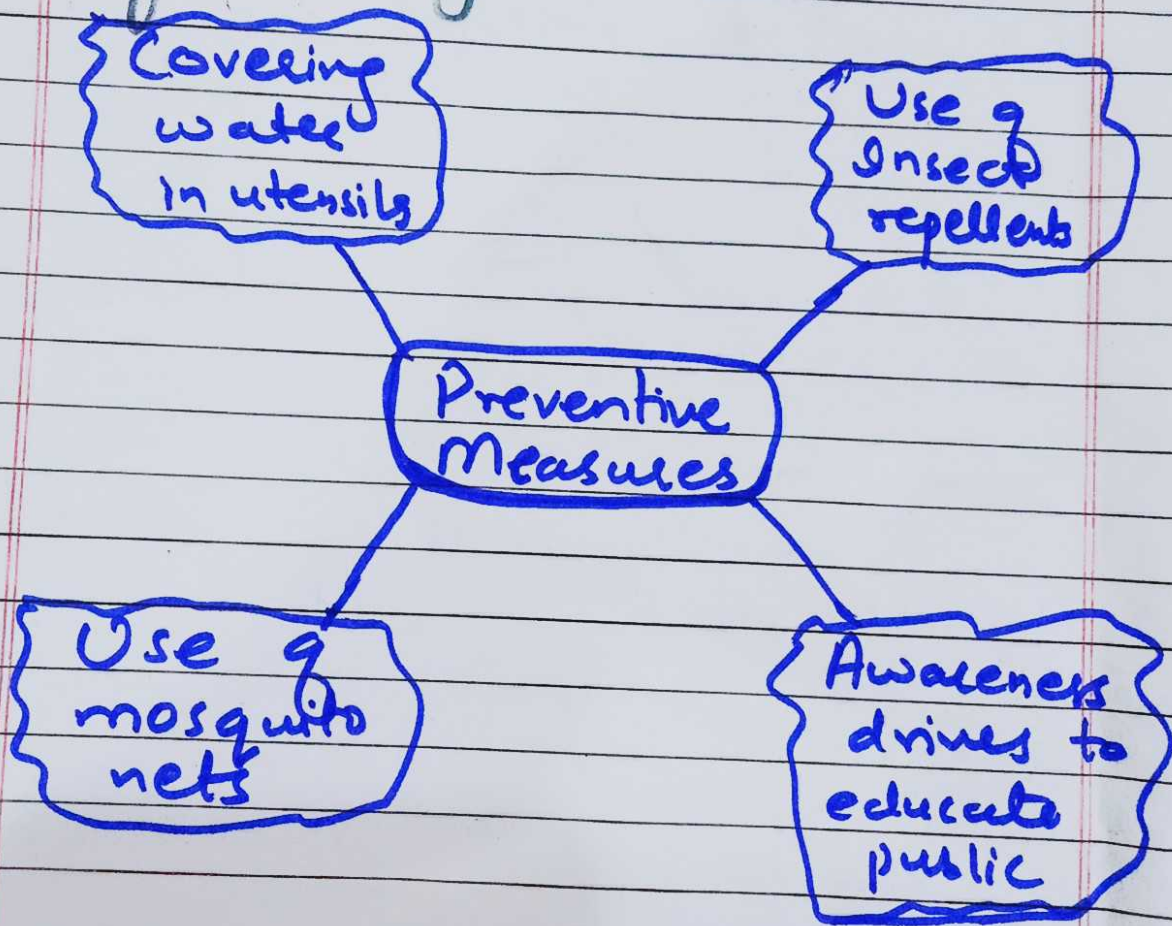 Covering
water
in utensils
Use of
Insect
repellents
Preventive
Measures
Use of
mosquito
nets
Awareness
drives to
educate
public